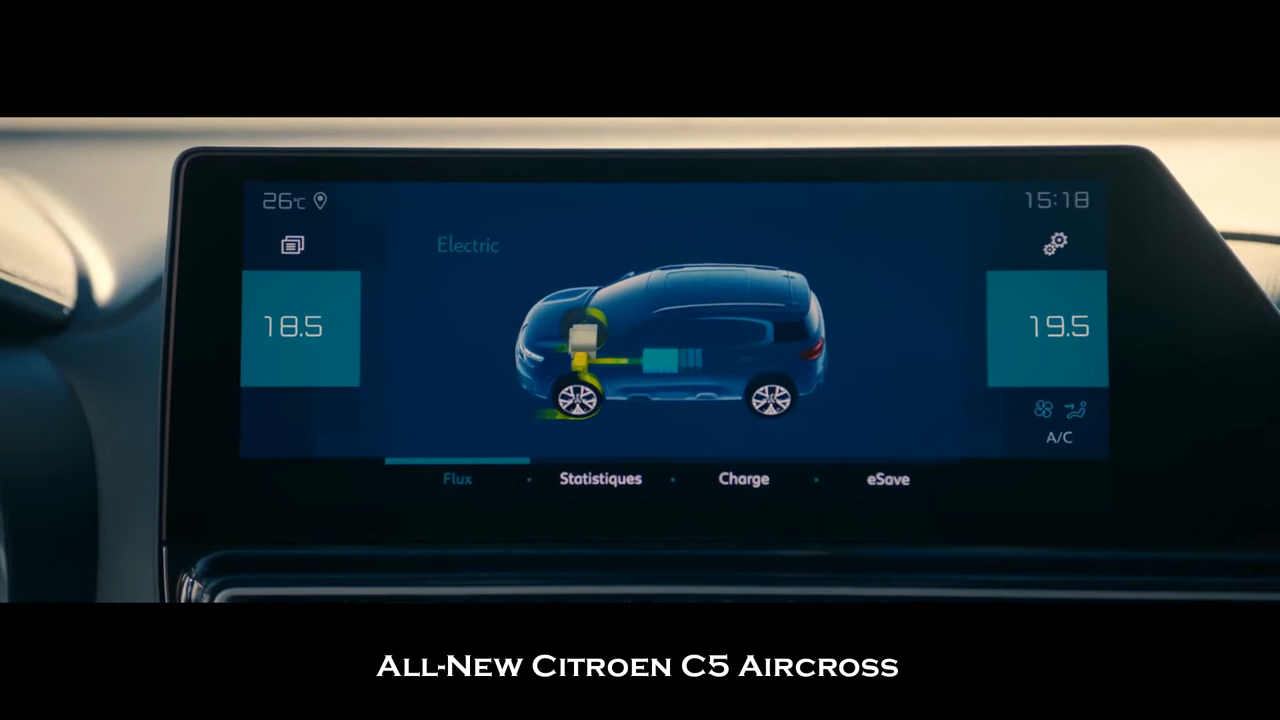 26°C
15:18
Electric
18.5
19.5
A/C
Flux · Statistiques · Charge · eSave
ALL-NEW CITROEN C5 AIRCROSS